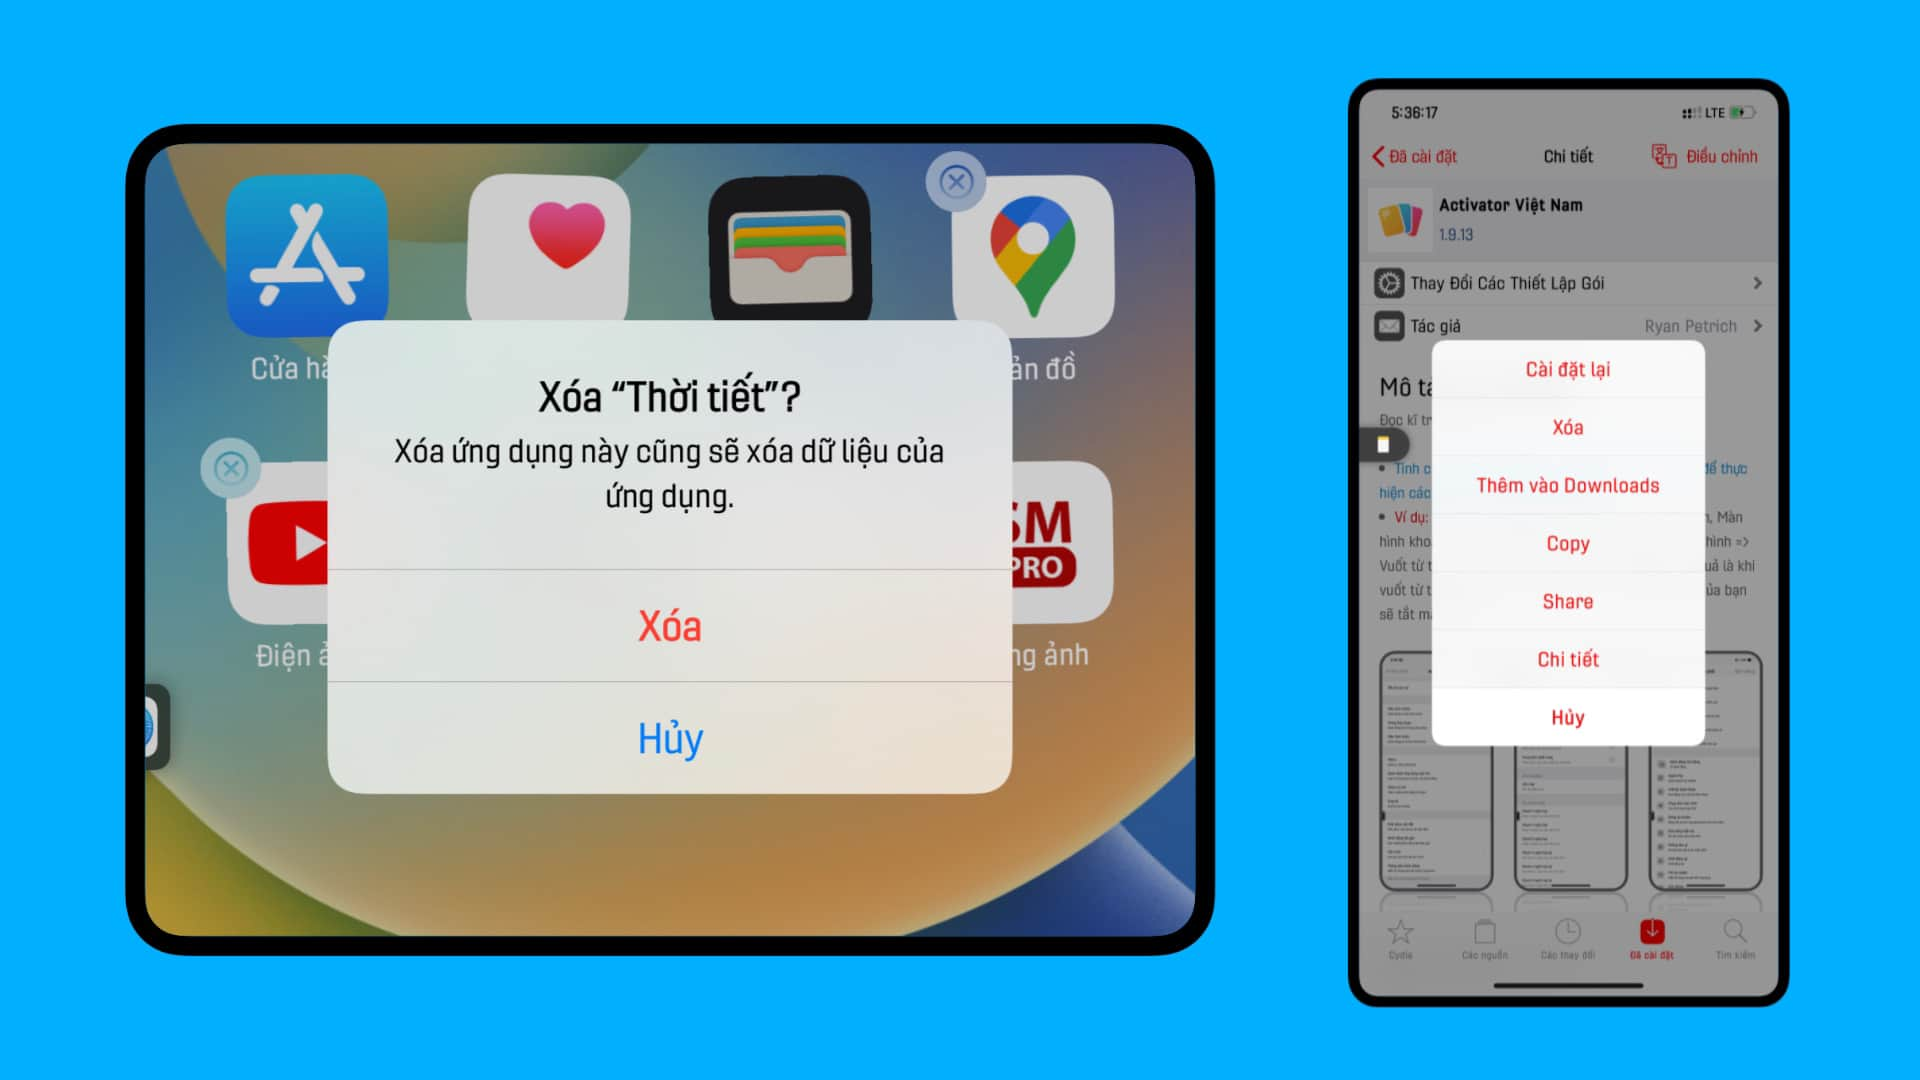 Cửa hà
ản đồ
Xóa “Thời tiết”?
Xóa ứng dụng này cũng sẽ xóa dữ liệu của
ứng dụng.
SM
PRO
Xóa
Điện ả
ng ảnh
Hủy
5:36:17
LTE
Đã cài đặt
Chi tiết
Điều chỉnh
Activator Việt Nam
1.9.13
Thay Đổi Các Thiết Lập Gói
Tác giả
Ryan Petrich
Cài đặt lại
Mô tả
Đọc kĩ tr
Xóa
Tính c
để thực
hiện các
Thêm vào Downloads
Ví dụ:
n, Màn
hình kho
Copy
hình =>
Vuốt từ t
uả là khi
vuốt từ t
Share
ủa bạn
sẽ tắt m
Chi tiết
Hủy
Cydia
Các nguồn
Các thay đổi
Đã cài đặt
Tìm kiếm